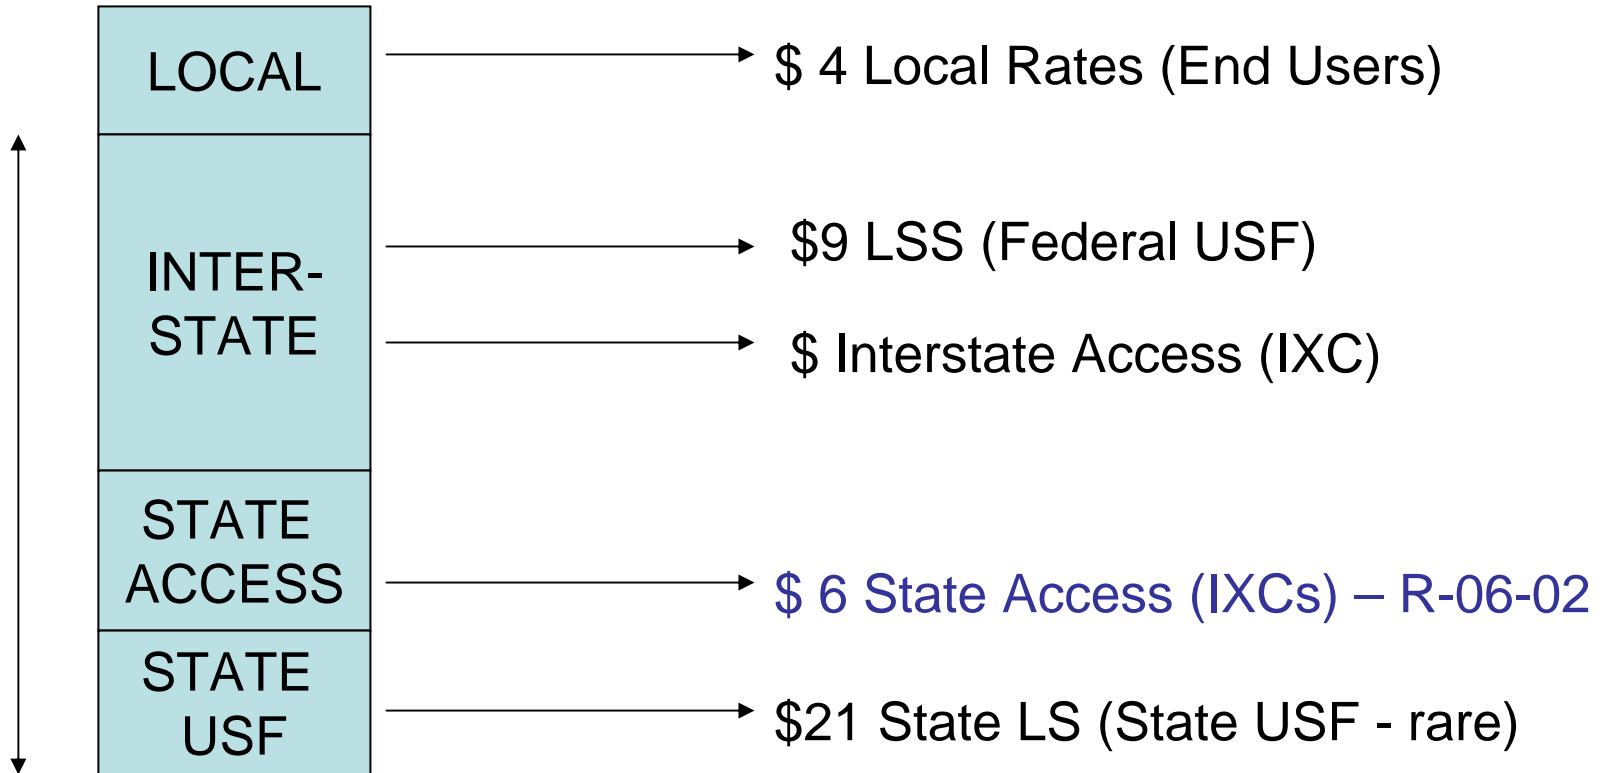 LOCAL
$ 4 Local Rates (End Users)
INTER-
STATE
$9 LSS (Federal USF)
$ Interstate Access (IXC)
STATE
ACCESS
$ 6 State Access (IXCs) – R-06-02
STATE
USF
$21 State LS (State USF - rare)